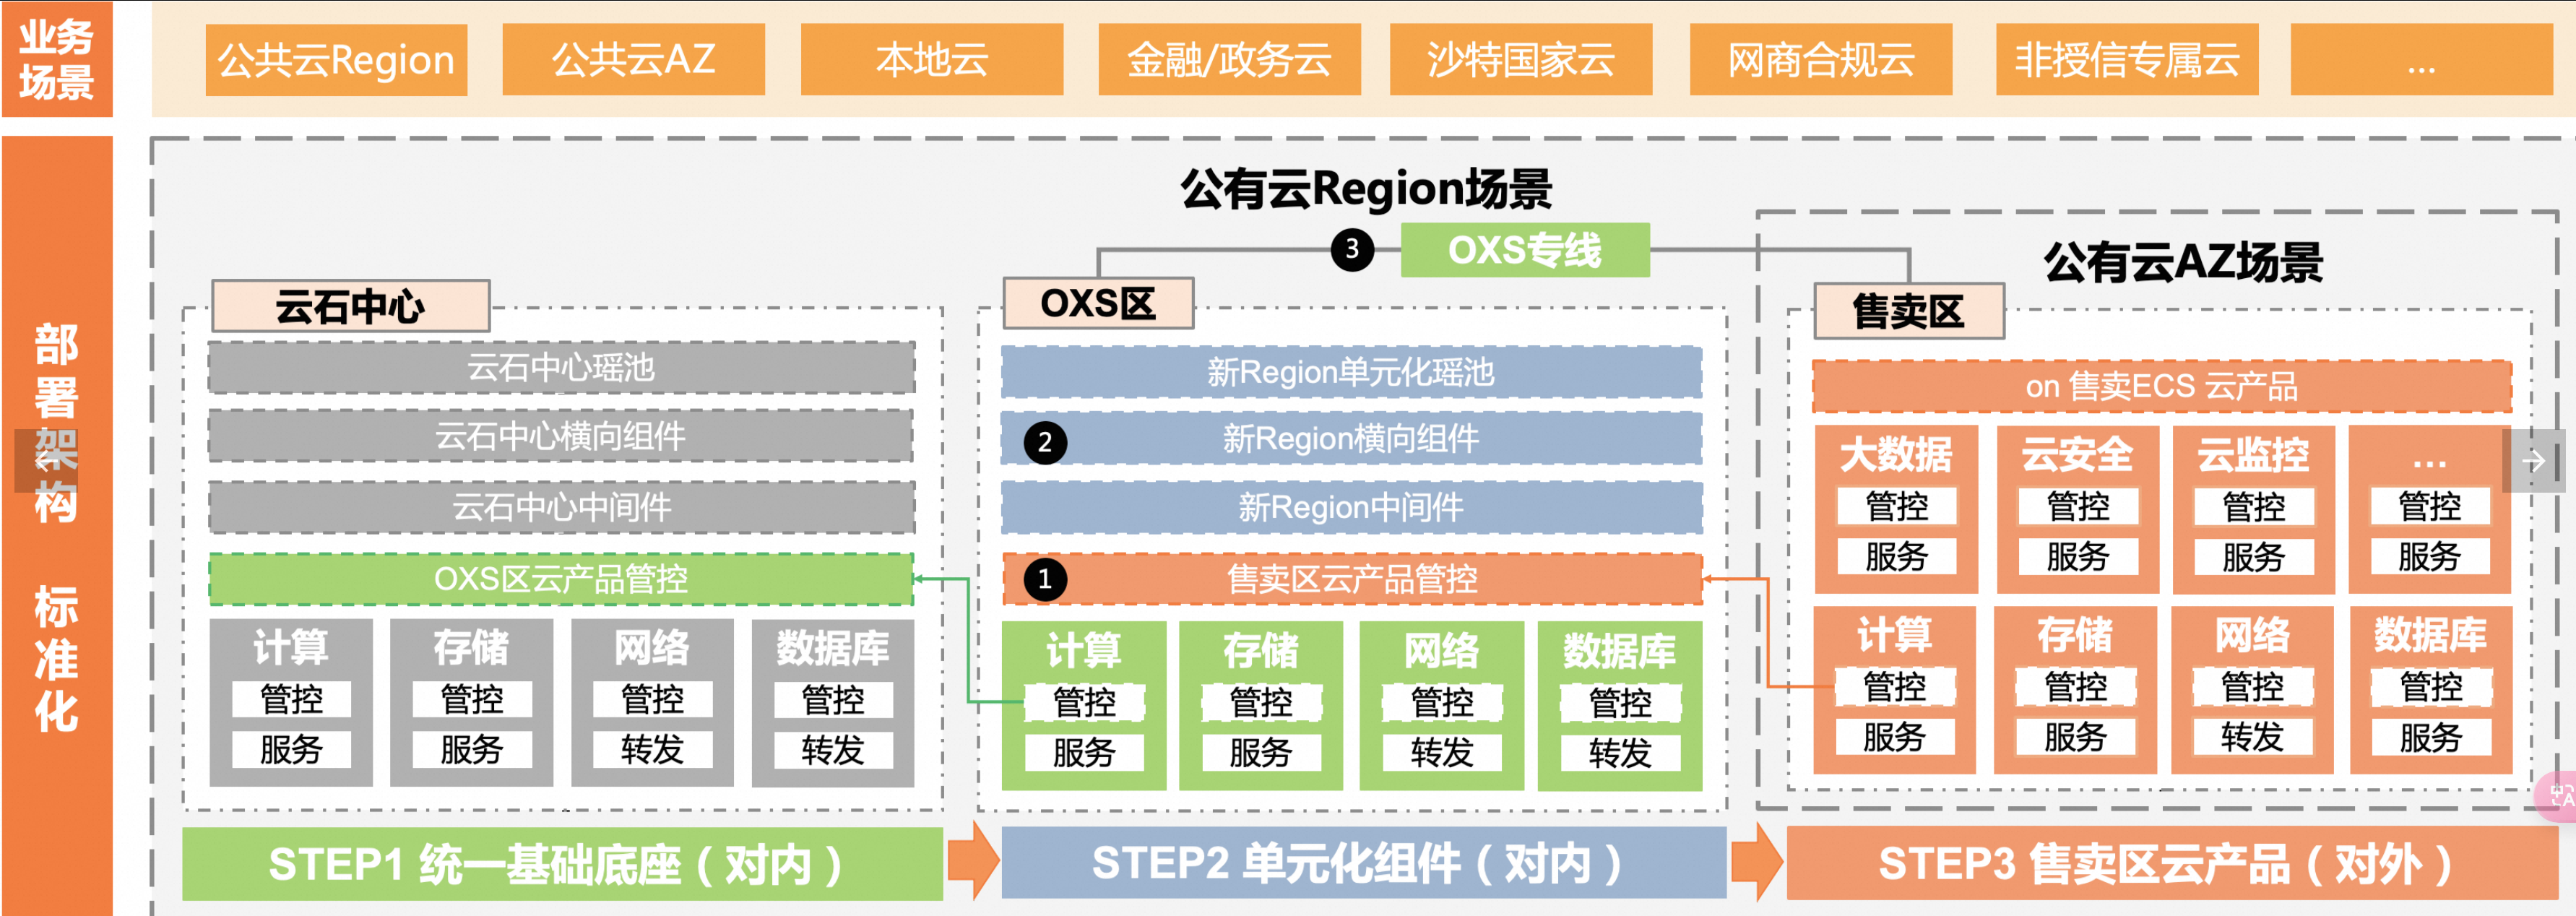 业务
场景
公共云Region
公共云AZ
本地云
金融/政务云
沙特国家云
网商合规云
非授信专属云
...
部署架构 标准化
公有云Region场景
3
OXS专线
公有云AZ场景
云石中心
云石中心瑶池
云石中心横向组件
云石中心中间件
OXS区云产品管控
计算
管控
服务
存储
管控
服务
网络
管控
转发
数据库
管控
转发
OXS区
新Region单元化瑶池
2
新Region横向组件
新Region中间件
1
售卖区云产品管控
计算
管控
服务
存储
管控
服务
网络
管控
转发
数据库
管控
转发
售卖区
on 售卖ECS 云产品
大数据
管控
服务
云安全
管控
服务
云监控
管控
服务
...
管控
服务
计算
管控
服务
存储
管控
服务
网络
管控
转发
数据库
管控
服务
STEP1 统一基础底座（对内）
STEP2 单元化组件（对内）
STEP3 售卖区云产品（对外）